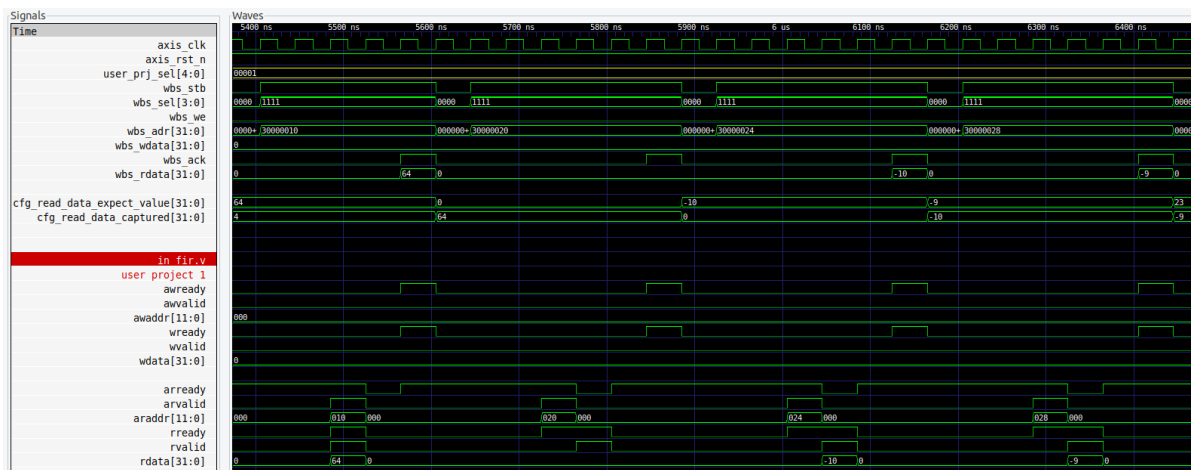 Signals Waves
Time 5400 ns 5500 ns 5600 ns 5700 ns 5800 ns 5900 ns 6 us 6100 ns 6200 ns 6300 ns 6400 ns
axis_clk
axis_rst_n
user_prj_sel[4:0] 00001
wbs_stb
wbs_sel[3:0] 0000 1111 0000 1111 0000 1111 0000 1111 0000
wbs_we
wbs_adr[31:0] 0000+ 30000010 000000+ 30000020 000000+ 30000024 000000+ 30000028 0000
wbs_wdata[31:0] 0
wbs_ack
wbs_rdata[31:0] 0 64 0 -10 0 -9 0
cfg_read_data_expect_value[31:0] 64 0 -10 -9 23
cfg_read_data_captured[31:0] 4 64 0 -10 -9
in fir.v
user project 1
awready
awvalid
awaddr[11:0] 000
wready
wvalid
wdata[31:0] 0
arready
arvalid
araddr[11:0] 000 010 000 020 000 024 000 028 000
rready
rvalid
rdata[31:0] 0 64 0 -10 0 -9 0